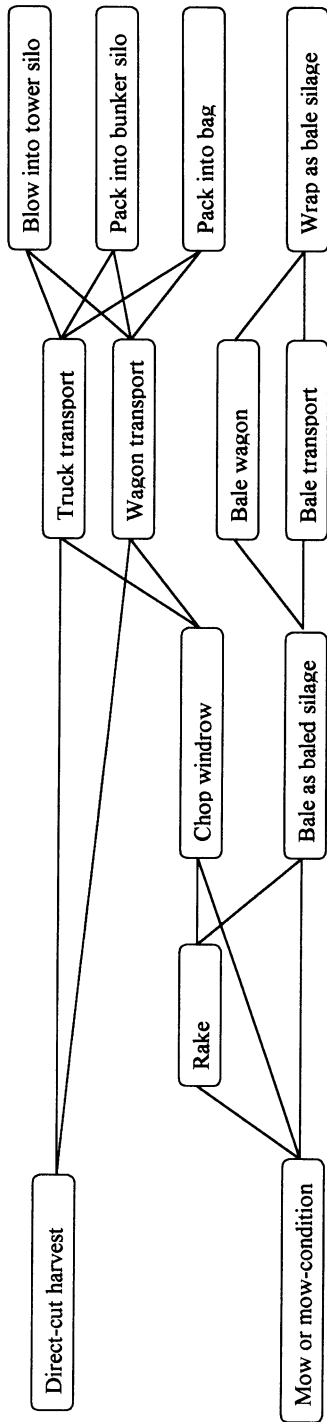 Direct-cut harvest
Mow or mow-condition
Rake
Chop windrow
Bale as baled silage
Truck transport
Wagon transport
Bale wagon
Bale transport
Blow into tower silo
Pack into bunker silo
Pack into bag
Wrap as bale silage